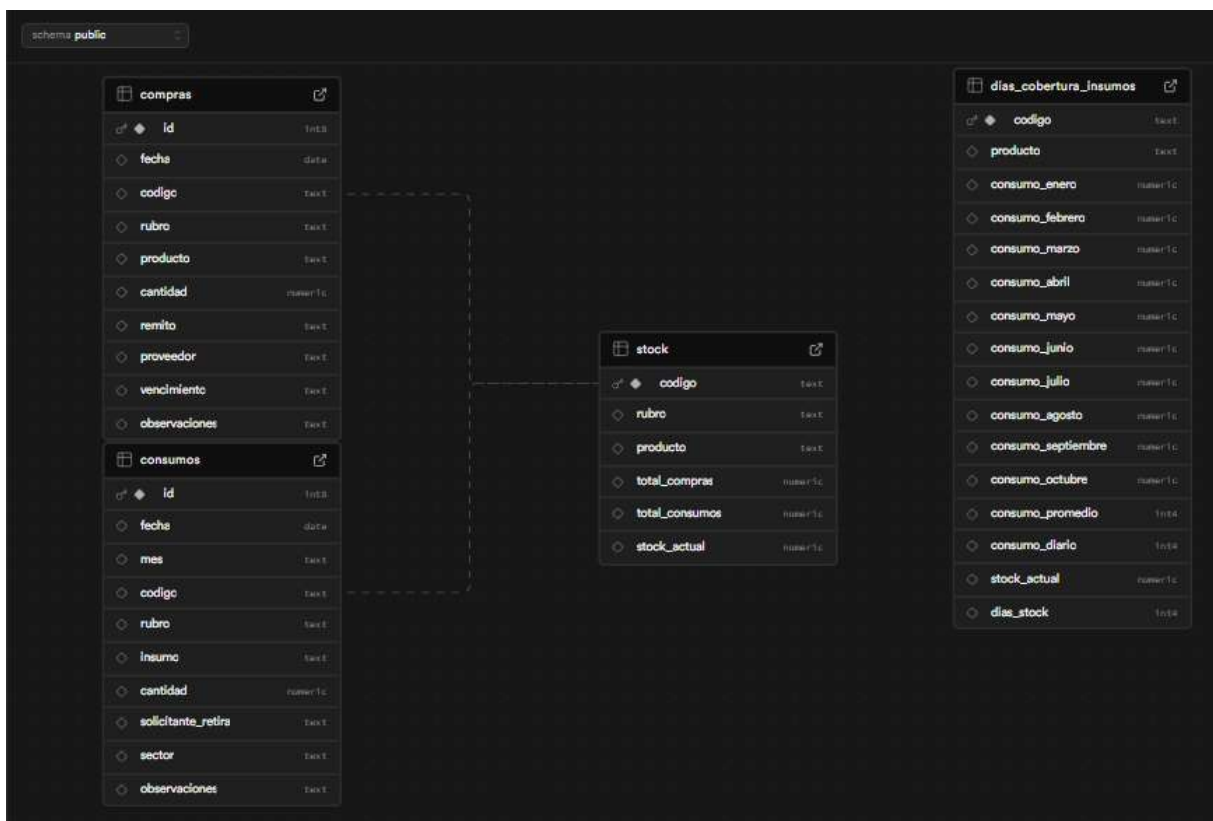 schema public
compras
id int8
fecha date
codigo text
rubro text
producto text
cantidad numeric
remito text
proveedor text
vencimiento text
observaciones text
consumos
id int8
fecha date
mes text
codigo text
rubro text
insumo text
cantidad numeric
solicitante_retira text
sector text
observaciones text
stock
codigo text
rubro text
producto text
total_compras numeric
total_consumos numeric
stock_actual numeric
dias_cobertura_insumos
codigo text
producto text
consumo_enero numeric
consumo_febrero numeric
consumo_marzo numeric
consumo_abril numeric
consumo_mayo numeric
consumo_junio numeric
consumo_julio numeric
consumo_agosto numeric
consumo_septiembre numeric
consumo_octubre numeric
consumo_promedio int4
consumo_diario int4
stock_actual numeric
dias_stock int4